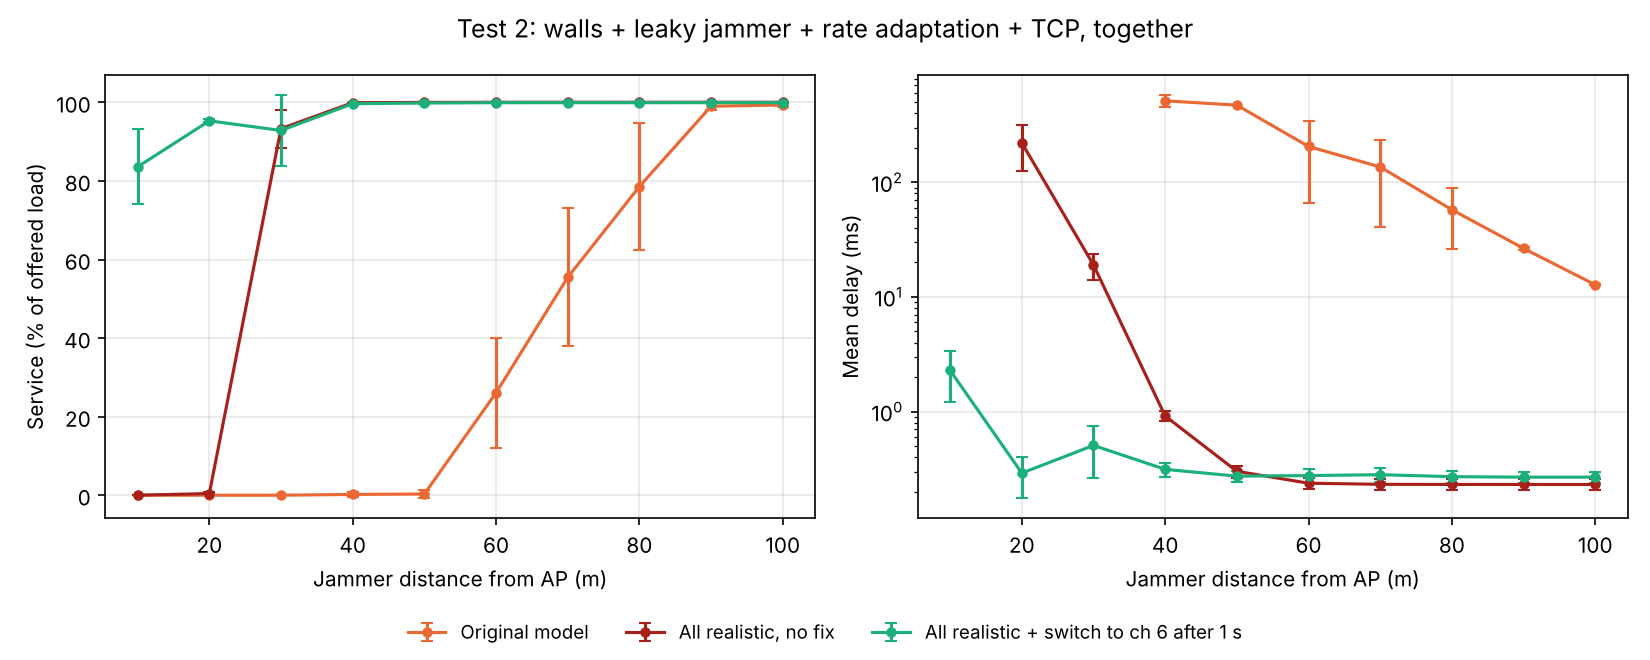 Test 2: walls + leaky jammer + rate adaptation + TCP, together
Service (% of offered load)
100
80
60
40
20
0
20 40 60 80 100
Jammer distance from AP (m)
Mean delay (ms)
10²
10¹
10⁰
20 40 60 80 100
Jammer distance from AP (m)
Original model
All realistic, no fix
All realistic + switch to ch 6 after 1 s